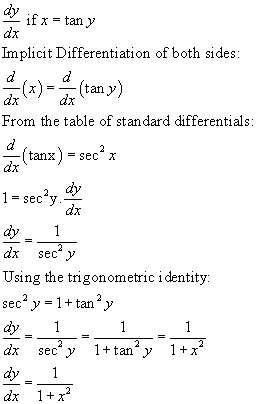 dy/dx if x = tan y
Implicit Differentiation of both sides:
d/dx (x) = d/dx (tan y)
From the table of standard differentials:
d/dx (tanx) = sec² x
1 = sec²y. dy/dx
dy/dx = 1/sec² y
Using the trigonometric identity:
sec² y = 1 + tan² y
dy/dx = 1/sec² y = 1/(1 + tan² y) = 1/(1 + x²)
dy/dx = 1/(1 + x²)